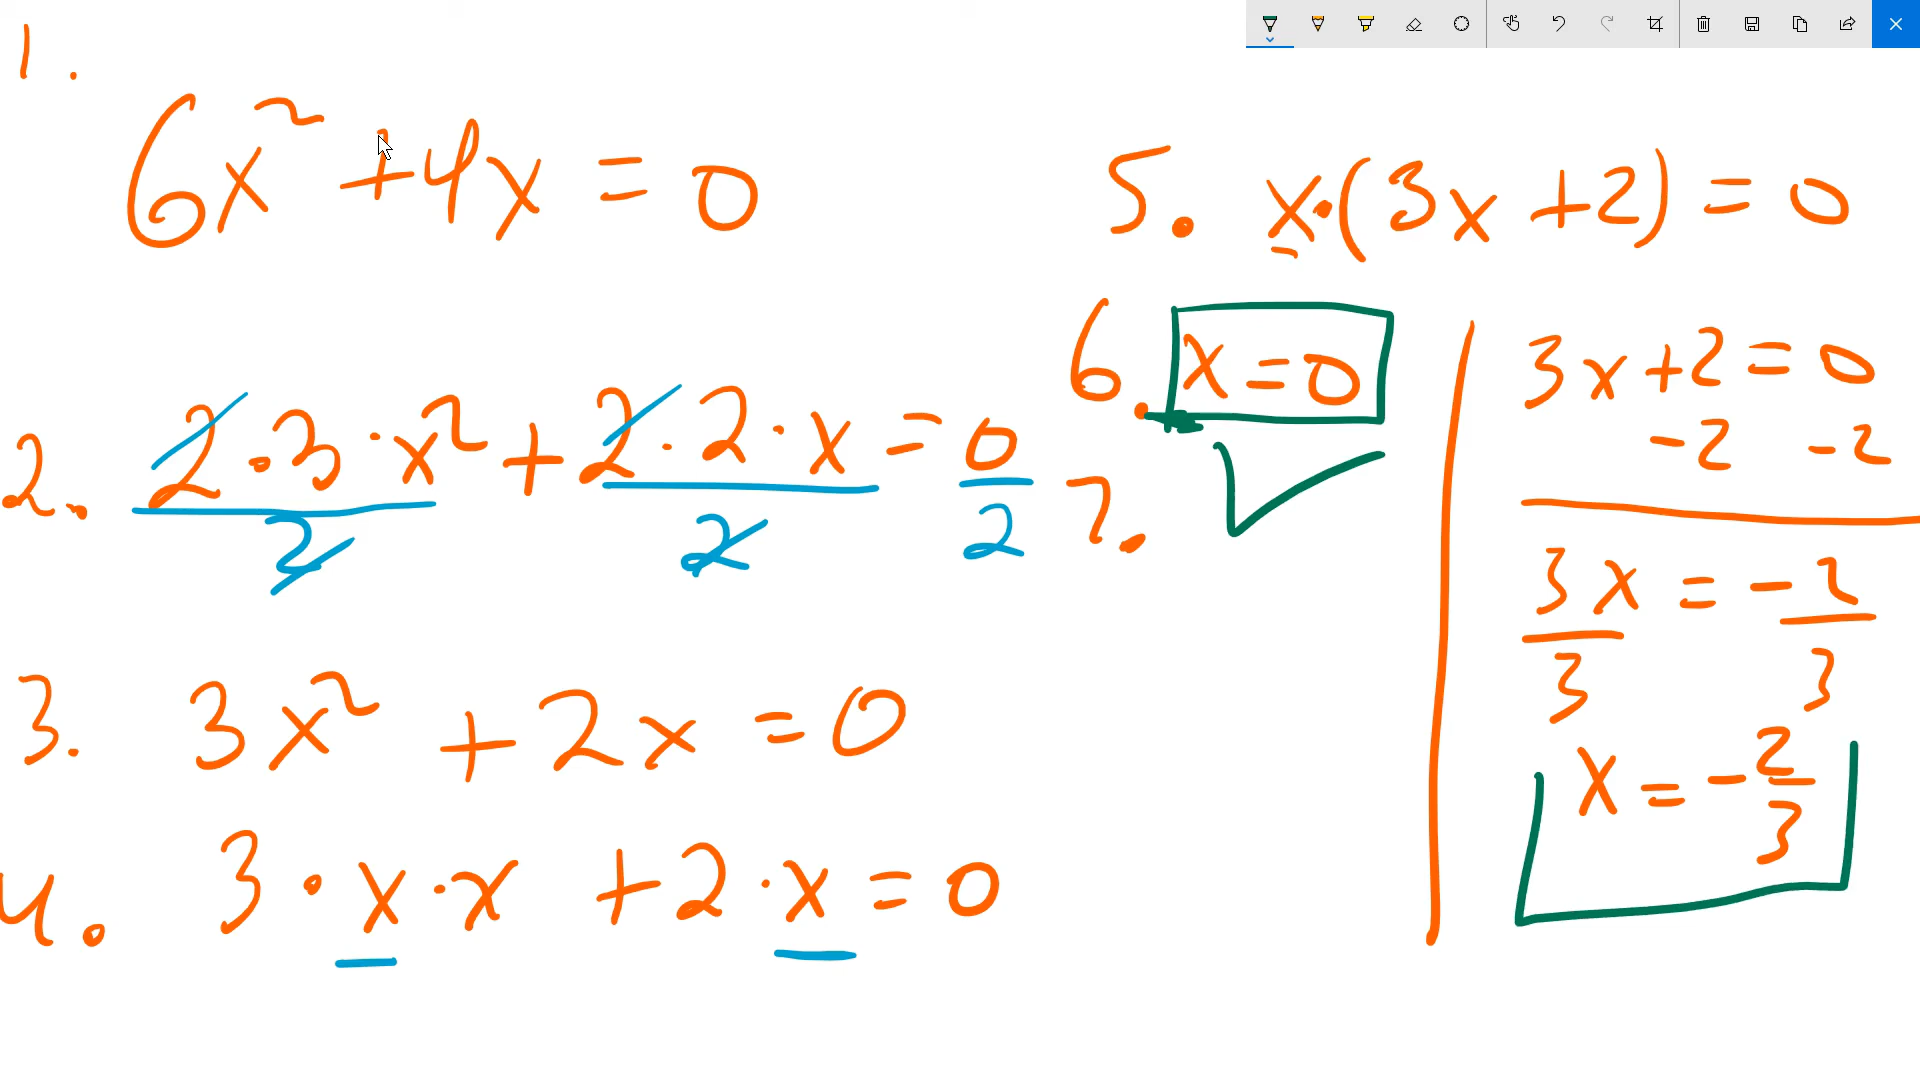 1.
6x² + 4x = 0
2. 2·3·x²/2 + 2·2·x/2 = 0/2
3. 3x² + 2x = 0
4. 3·x·x + 2·x = 0
5. x·(3x + 2) = 0
6. x = 0
7.
3x + 2 = 0
-2 -2
3x/3 = -2/3
x = -2/3